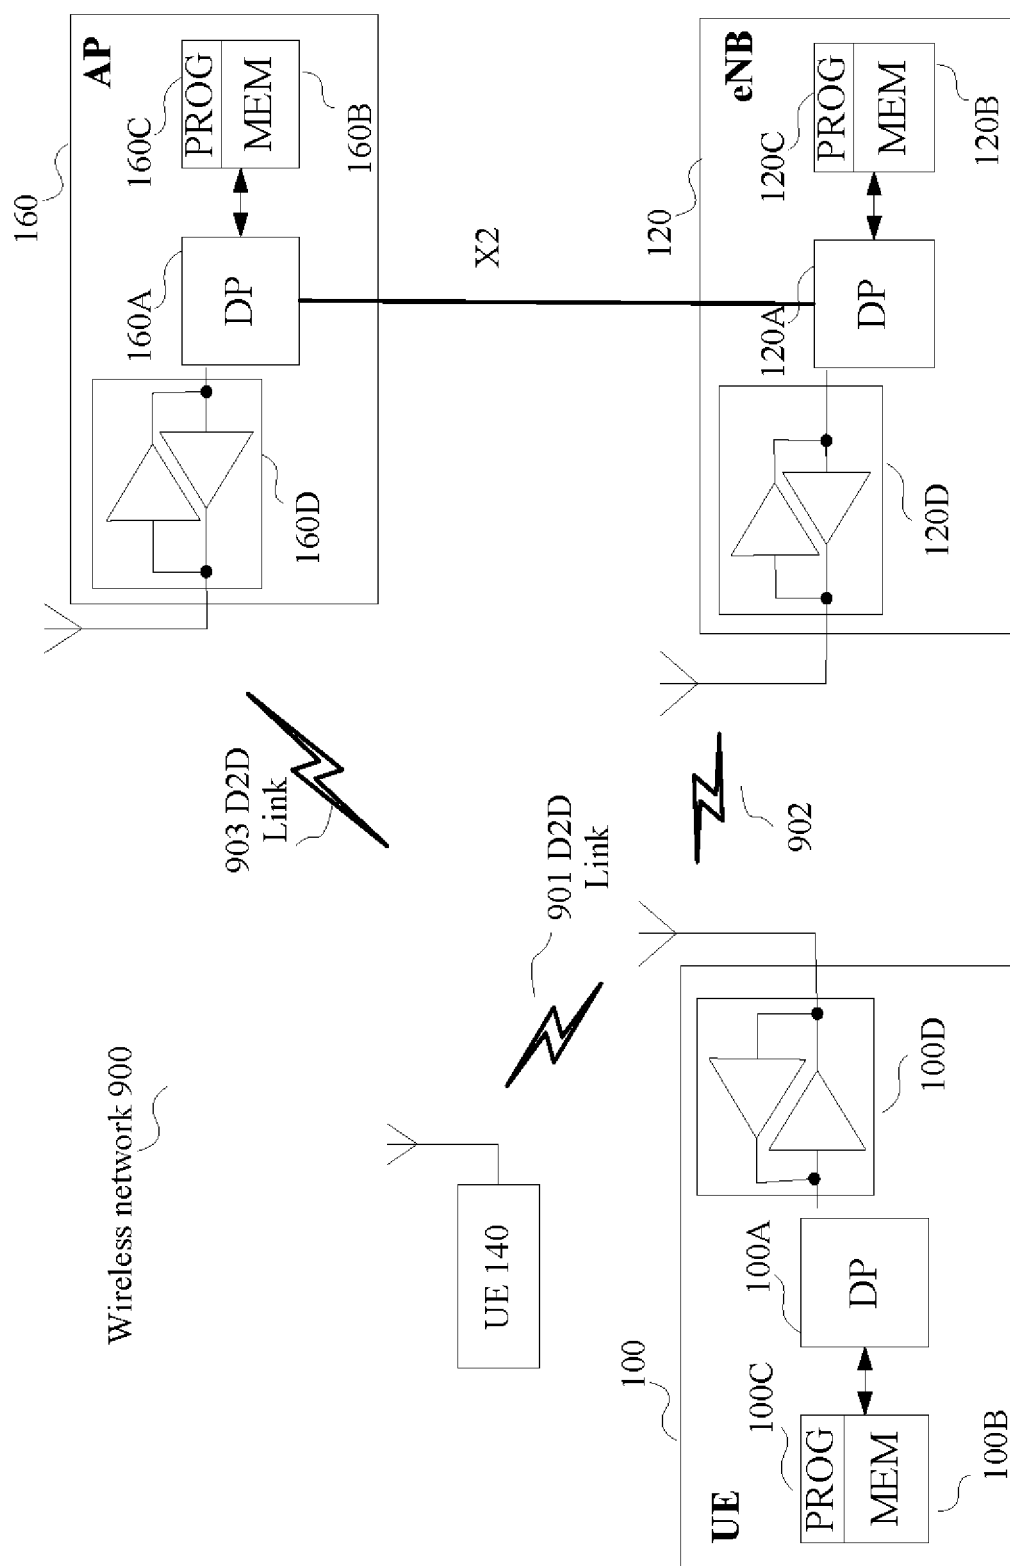 Wireless network 900
UE 140
901 D2D
Link
903 D2D
Link
902
X2
160
AP
160C
PROG
MEM
160B
160A
DP
160D
120
eNB
120C
PROG
MEM
120B
120A
DP
120D
100
UE
100C
PROG
MEM
100B
100A
DP
100D